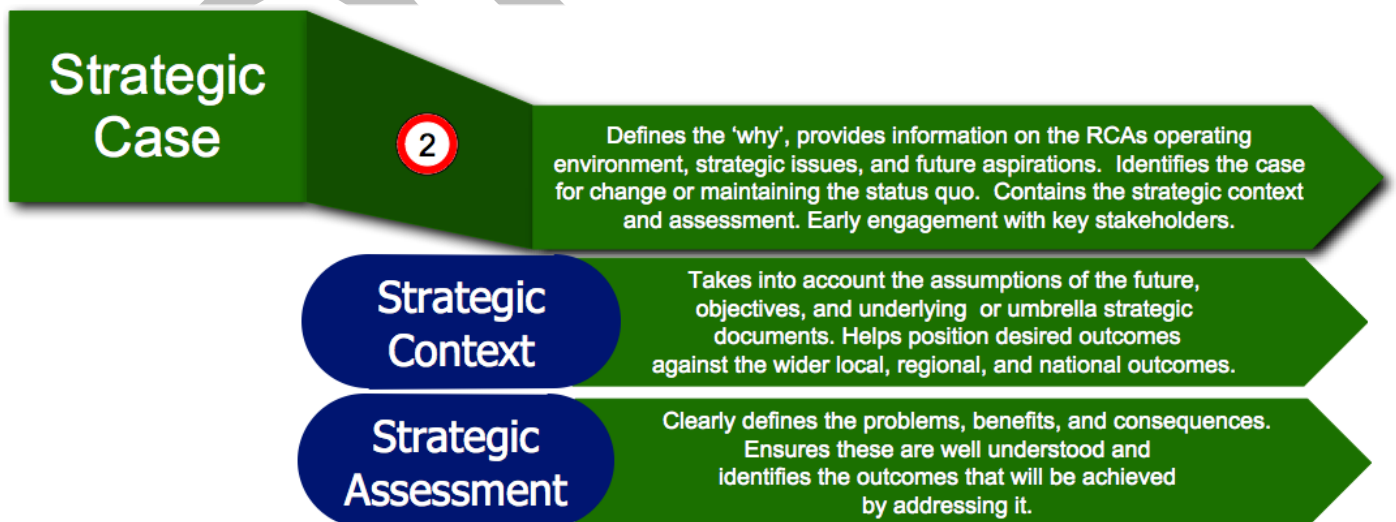 Strategic
Case
2
Defines the ‘why’, provides information on the RCAs operating
environment, strategic issues, and future aspirations.  Identifies the case
for change or maintaining the status quo.  Contains the strategic context
and assessment. Early engagement with key stakeholders.
Strategic
Context
Takes into account the assumptions of the future,
objectives, and underlying  or umbrella strategic
documents. Helps position desired outcomes
against the wider local, regional, and national outcomes.
Strategic
Assessment
Clearly defines the problems, benefits, and consequences.
Ensures these are well understood and
identifies the outcomes that will be achieved
by addressing it.